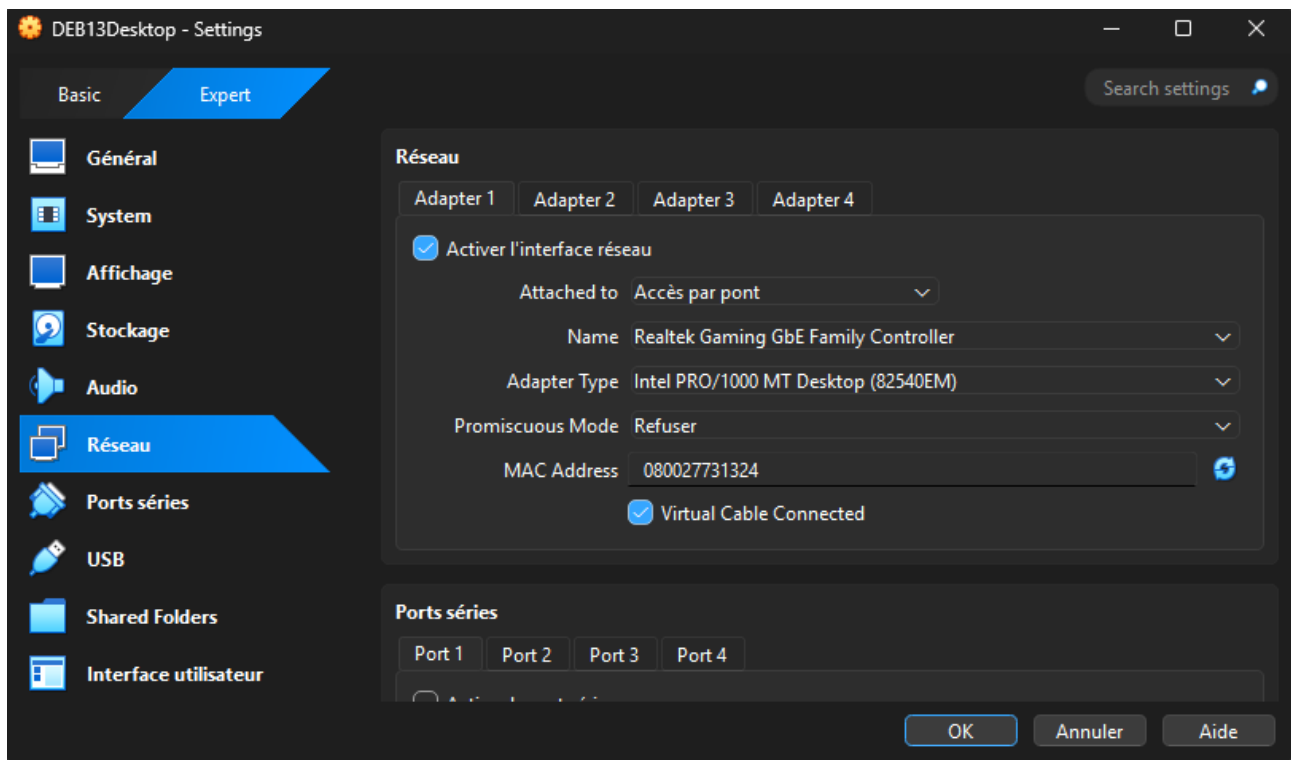 DEB13Desktop - Settings
Basic
Expert
Search settings
Général
System
Affichage
Stockage
Audio
Réseau
Ports séries
USB
Shared Folders
Interface utilisateur
Réseau
Adapter 1
Adapter 2
Adapter 3
Adapter 4
Activer l'interface réseau
Attached to Accès par pont
Name Realtek Gaming GbE Family Controller
Adapter Type Intel PRO/1000 MT Desktop (82540EM)
Promiscuous Mode Refuser
MAC Address 080027731324
Virtual Cable Connected
Ports séries
Port 1
Port 2
Port 3
Port 4
OK
Annuler
Aide